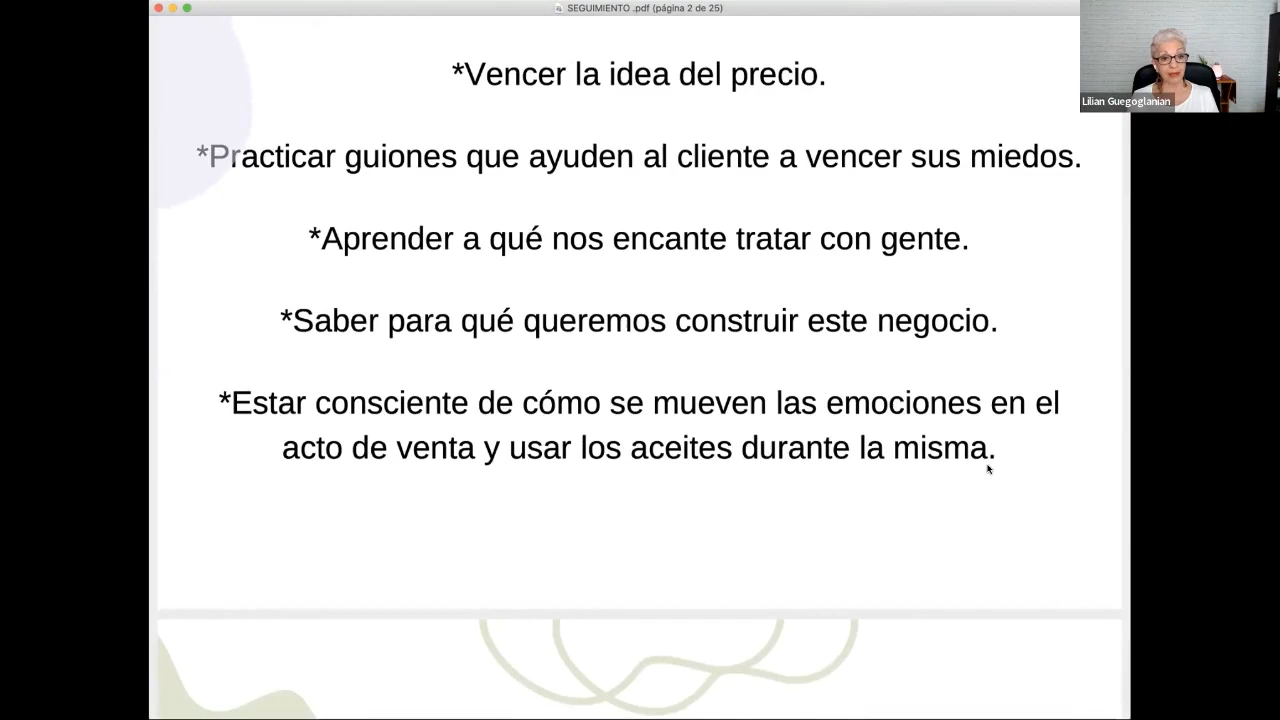 SEGUIMIENTO .pdf (página 2 de 25)
*Vencer la idea del precio.
*Practicar guiones que ayuden al cliente a vencer sus miedos.
*Aprender a qué nos encante tratar con gente.
*Saber para qué queremos construir este negocio.
*Estar consciente de cómo se mueven las emociones en el
acto de venta y usar los aceites durante la misma.
Lilian Guegoglanian